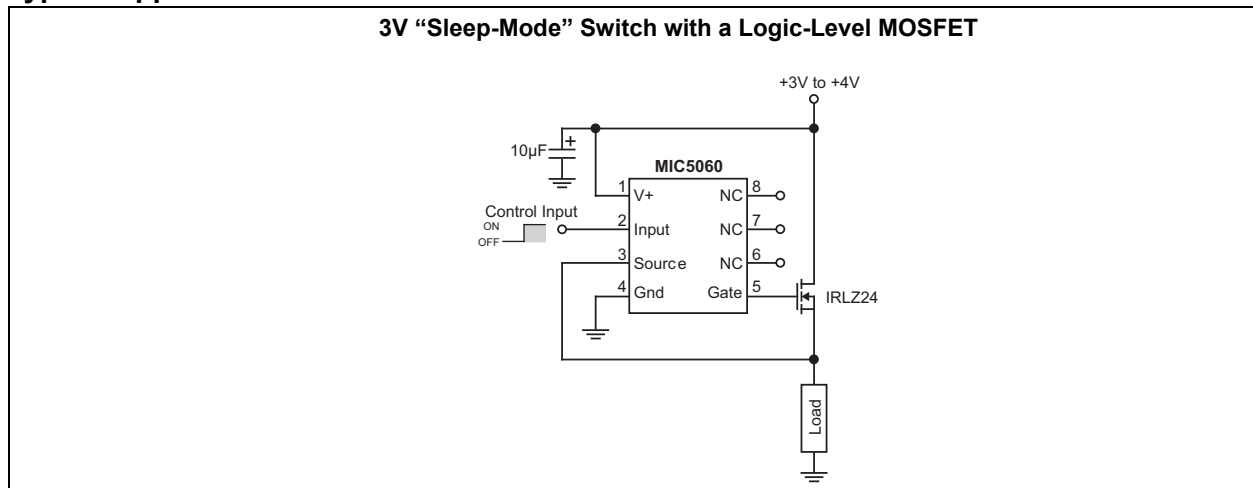 3V “Sleep-Mode” Switch with a Logic-Level MOSFET
+3V to +4V
10µF
+
MIC5060
1
V+
NC
8
Control Input
ON
OFF
2
Input
NC
7
3
Source
NC
6
4
Gnd
Gate
5
IRLZ24
Load